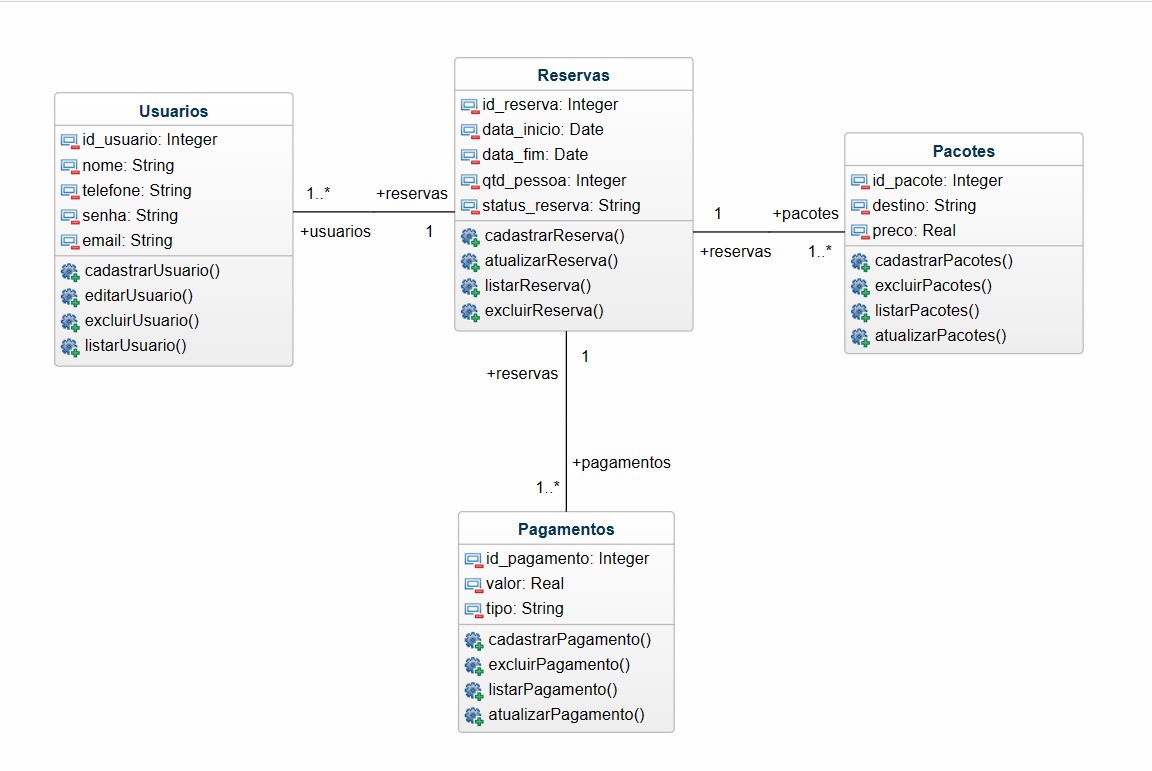 Usuarios
id_usuario: Integer
nome: String
telefone: String
senha: String
email: String
cadastrarUsuario()
editarUsuario()
excluirUsuario()
listarUsuario()
1..*
+reservas
+usuarios
1
Reservas
id_reserva: Integer
data_inicio: Date
data_fim: Date
qtd_pessoa: Integer
status_reserva: String
cadastrarReserva()
atualizarReserva()
listarReserva()
excluirReserva()
1
+pacotes
+reservas
1..*
Pacotes
id_pacote: Integer
destino: String
preco: Real
cadastrarPacotes()
excluirPacotes()
listarPacotes()
atualizarPacotes()
1
+reservas
+pagamentos
1..*
Pagamentos
id_pagamento: Integer
valor: Real
tipo: String
cadastrarPagamento()
excluirPagamento()
listarPagamento()
atualizarPagamento()